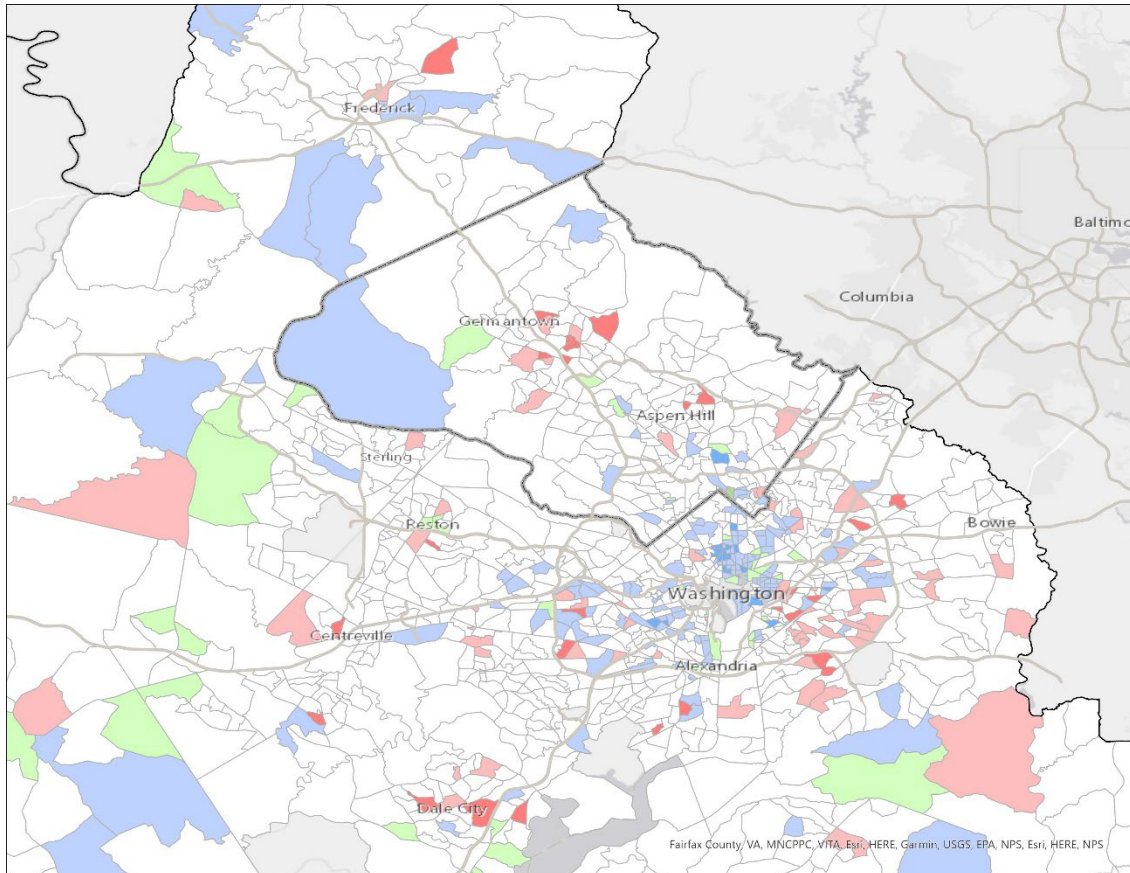 Frederick
Baltimo
Columbia
Germantown
Aspen Hill
Sterling
Reston
Bowie
Washington
Centreville
Alexandria
Dale City
Fairfax County, VA, MNCPPC, VITA, Esri, HERE, Garmin, USGS, EPA, NPS, Esri, HERE, NPS